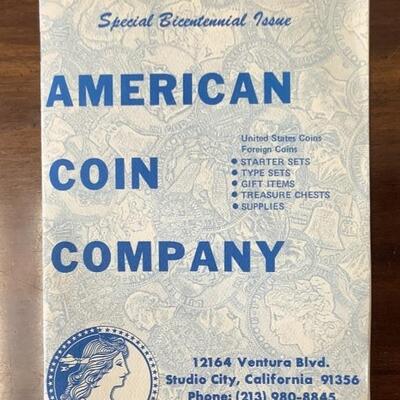 Special Bicentennial Issue
AMERICAN
COIN
COMPANY
United States Coins
Foreign Coins
● STARTER SETS
● TYPE SETS
● GIFT ITEMS
● TREASURE CHESTS
● SUPPLIES
12164 Ventura Blvd.
Studio City, California 91356
Phone: (213) 980-8845